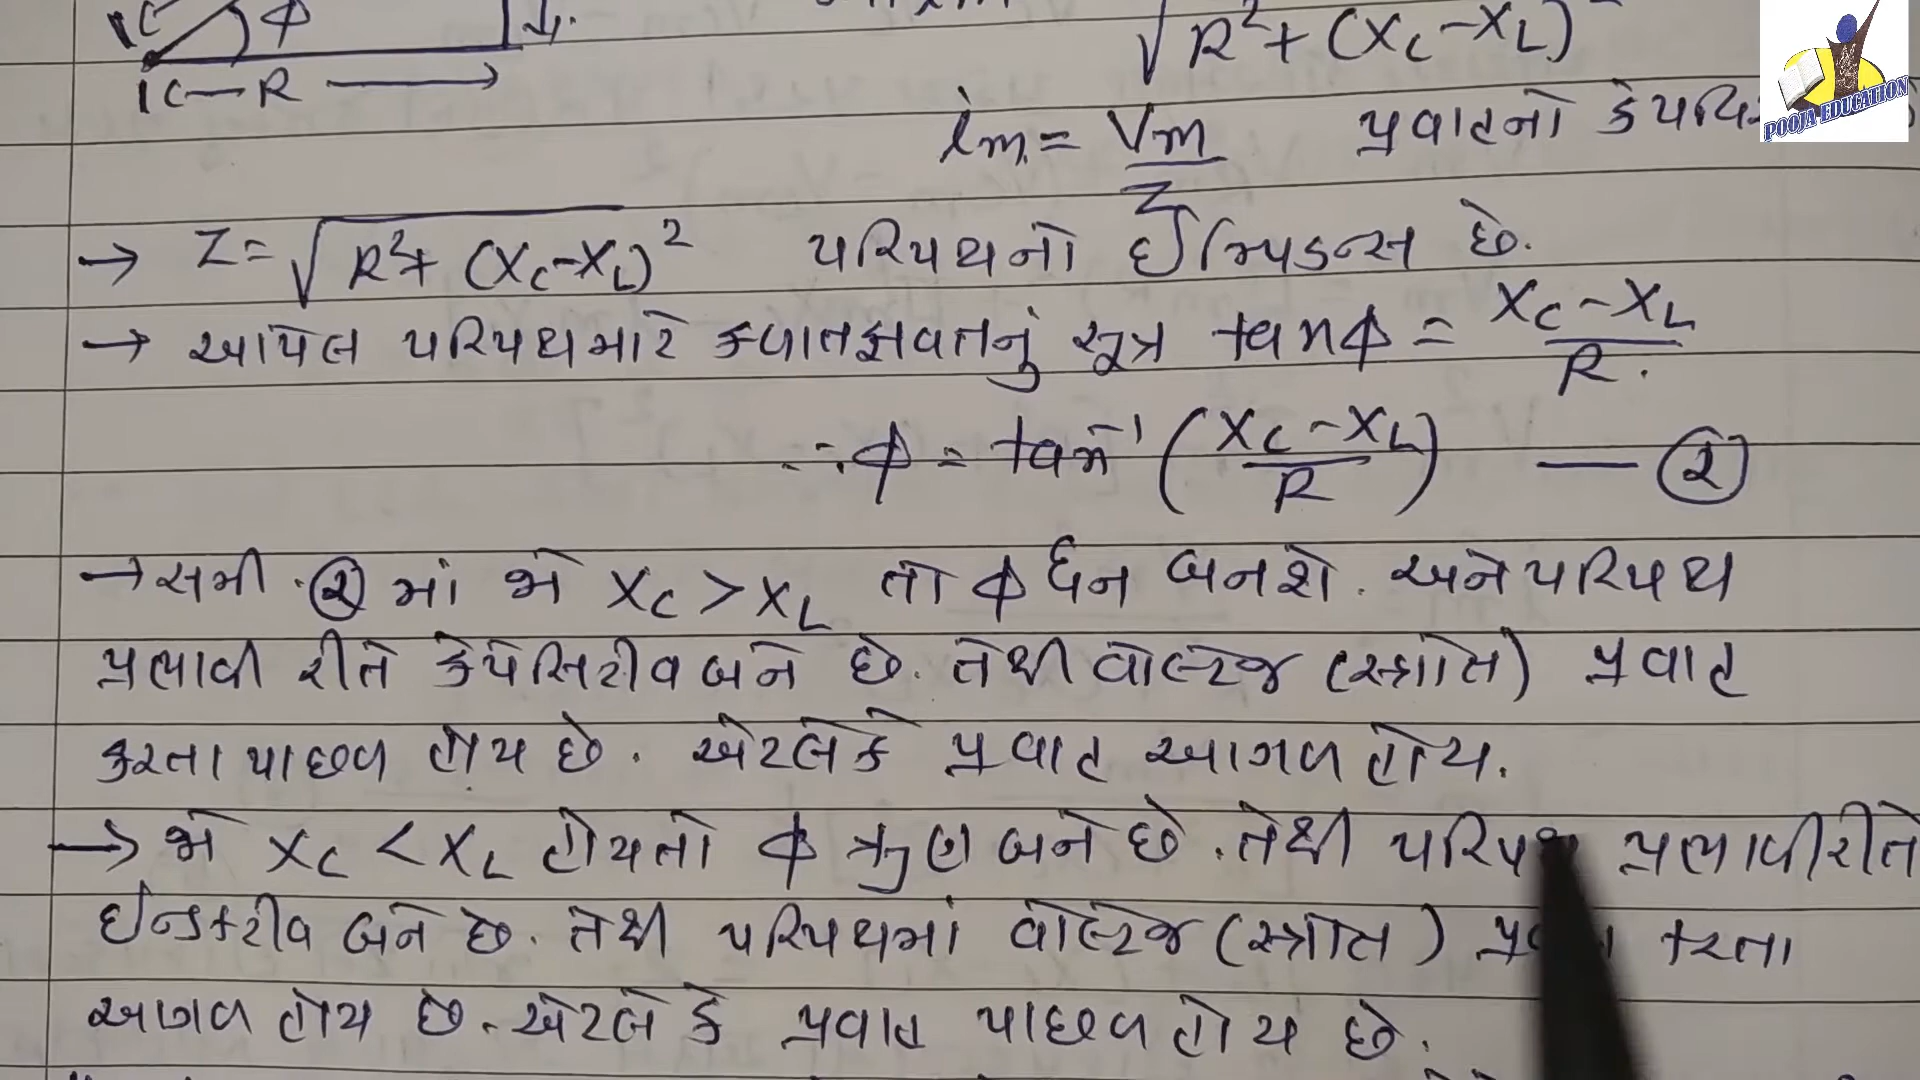 R²+(Xc-XL)²
R
POOJA EDUCATION
im = Vm/Z પ્રવાહનો
→ Z=√R²+(Xc-XL)² પરિપથનો ઈમ્પિડન્સ છે.
→ આપેલ પરિપથ માટે કળાતફાવતનું સૂત્ર tanϕ = Xc-XL/R.
∴ ϕ = tan⁻¹(Xc-XL/R) — ②
→ સમી. ② માં જો Xc > XL તો ϕ ધન બનશે. અને પરિપથ
પ્રભાવી રીતે કેપેસિટીવ બને છે. તેથી વોલ્ટેજ (સ્ત્રોત) પ્રવાહ
કરતા પાછળ હોય છે. એટલે કે પ્રવાહ આગળ હોય.
→ જો Xc < XL હોય તો ϕ ઋણ બને છે. તેથી પરિપથ પ્રભાવી રીતે
ઈન્ડક્ટીવ બને છે. તેથી પરિપથમાં વોલ્ટેજ (સ્ત્રોત) કરતા
આગળ હોય છે. એટલે કે પ્રવાહ પાછળ હોય છે.